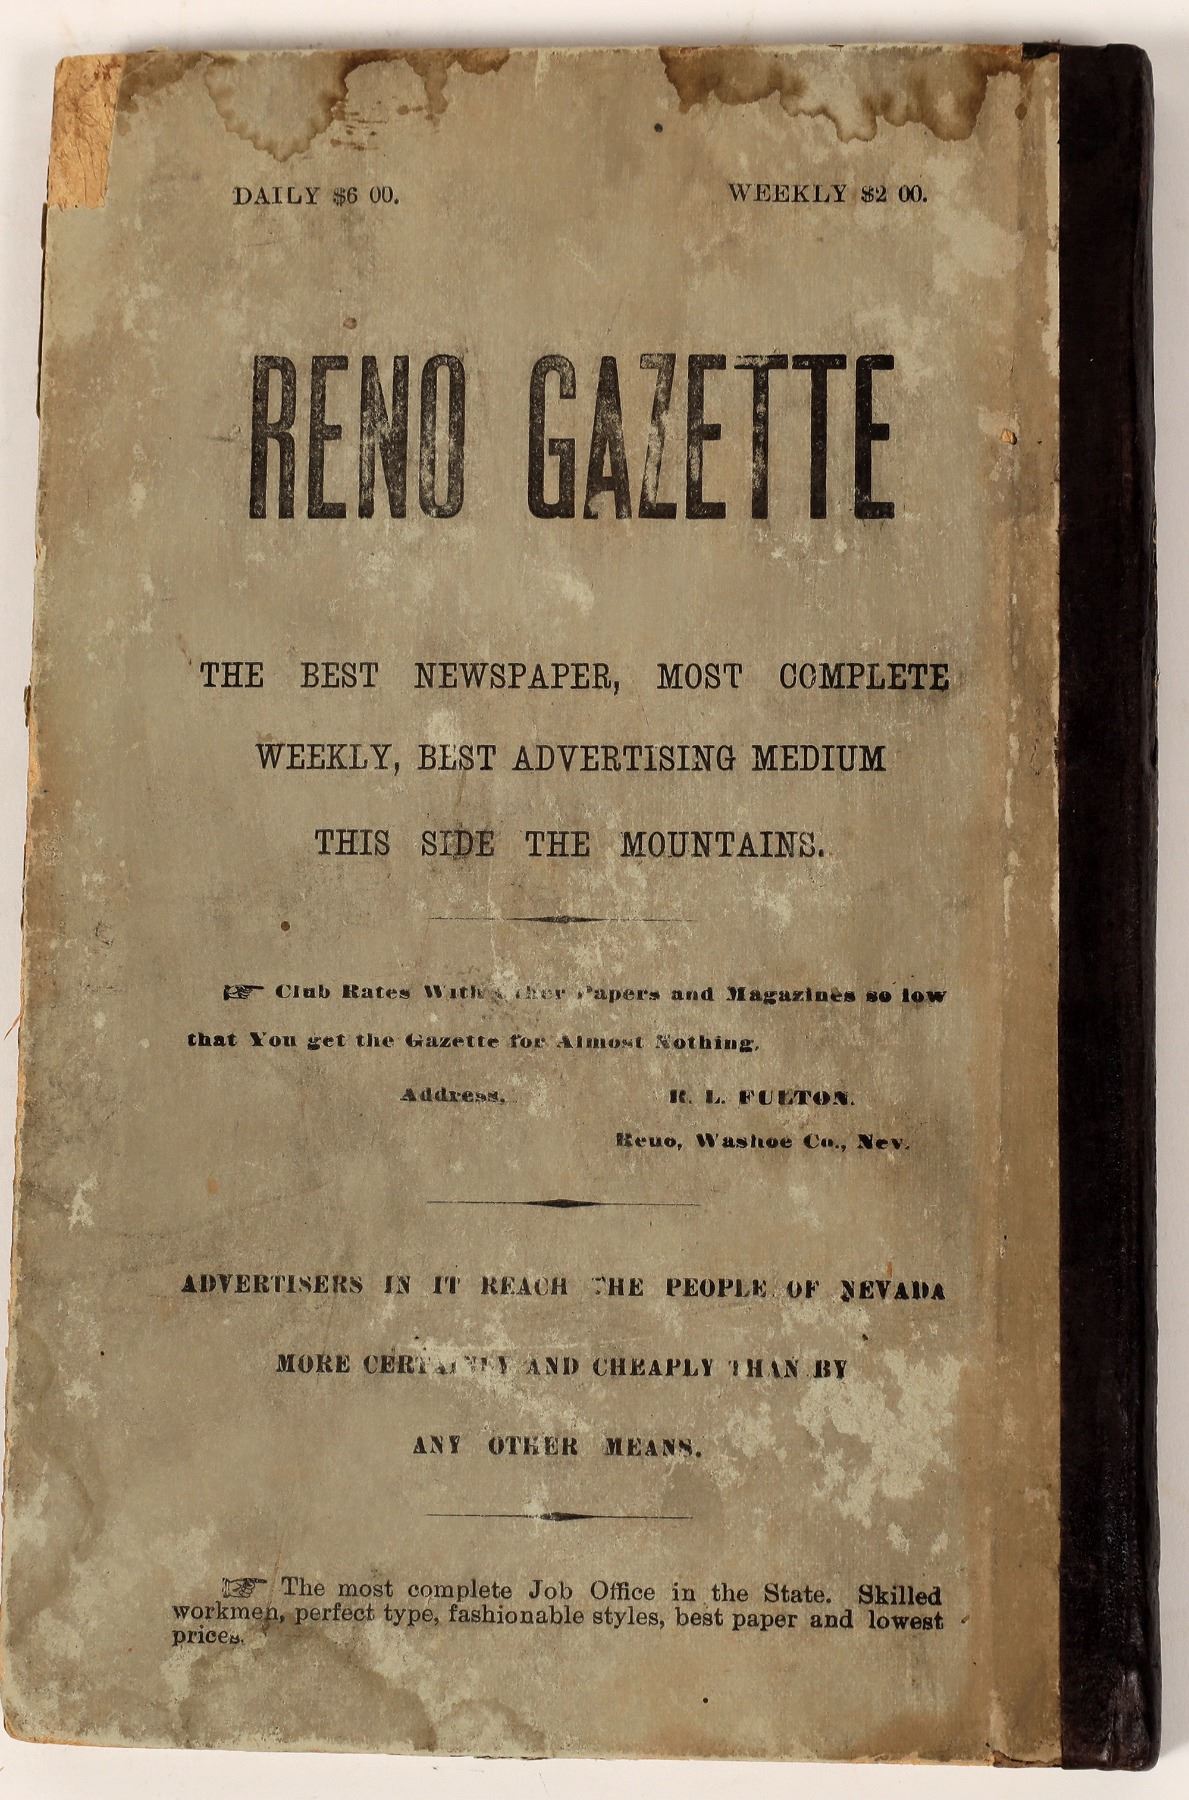 DAILY $6 00. WEEKLY $2 00.
RENO GAZETTE
THE BEST NEWSPAPER, MOST COMPLETE
WEEKLY, BEST ADVERTISING MEDIUM
THIS SIDE THE MOUNTAINS.
☞ Club Rates With Other Papers and Magazines so low
that You get the Gazette for Almost Nothing.
Address, R. L. FULTON.
Reno, Washoe Co., Nev.
ADVERTISERS IN IT REACH THE PEOPLE OF NEVADA
MORE CERTAINLY AND CHEAPLY THAN BY
ANY OTHER MEANS.
☞ The most complete Job Office in the State. Skilled
workmen, perfect type, fashionable styles, best paper and lowest
prices.